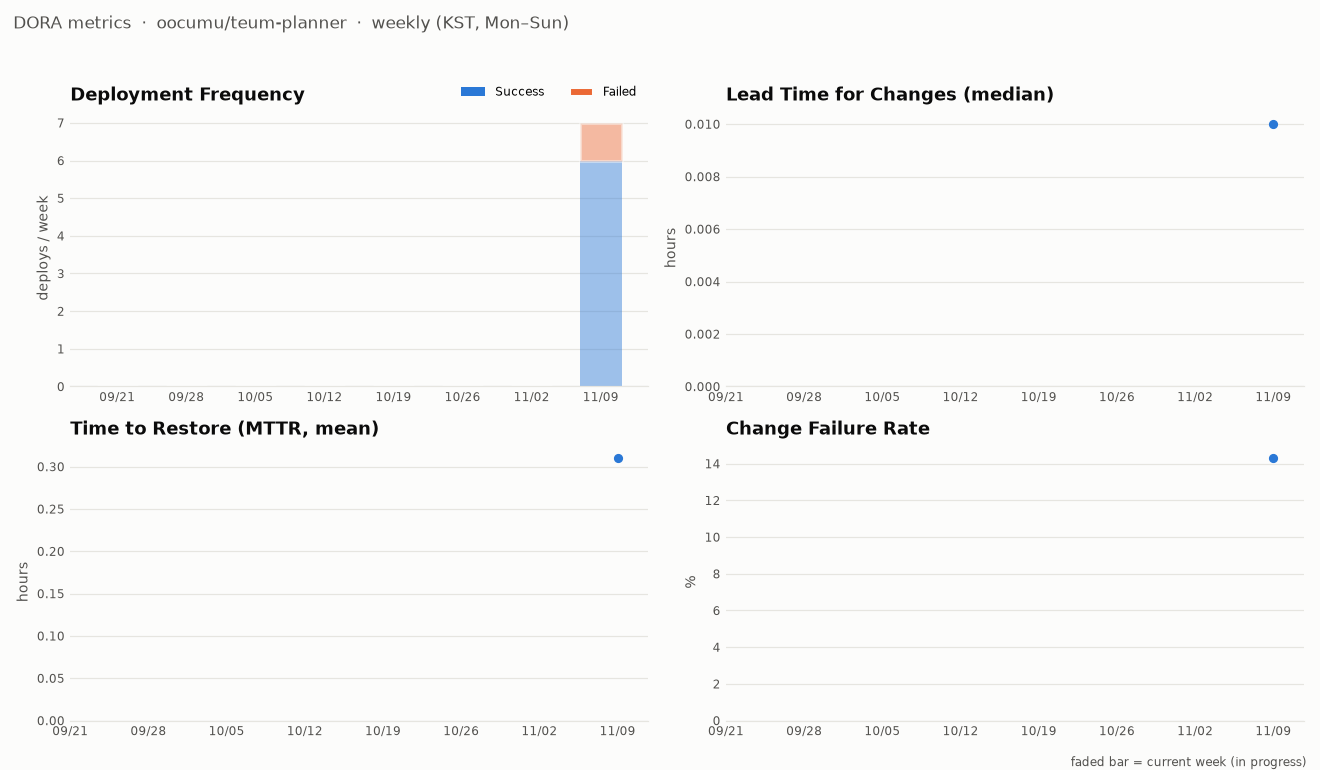 DORA metrics · oocumu/teum-planner · weekly (KST, Mon–Sun)
Deployment Frequency
Success Failed
7
6
5
4
3
2
1
0
deploys / week
09/21 09/28 10/05 10/12 10/19 10/26 11/02 11/09
Lead Time for Changes (median)
0.010
0.008
0.006
0.004
0.002
0.000
hours
09/21 09/28 10/05 10/12 10/19 10/26 11/02 11/09
Time to Restore (MTTR, mean)
0.30
0.25
0.20
0.15
0.10
0.05
0.00
hours
09/21 09/28 10/05 10/12 10/19 10/26 11/02 11/09
Change Failure Rate
14
12
10
8
6
4
2
0
%
09/21 09/28 10/05 10/12 10/19 10/26 11/02 11/09
faded bar = current week (in progress)